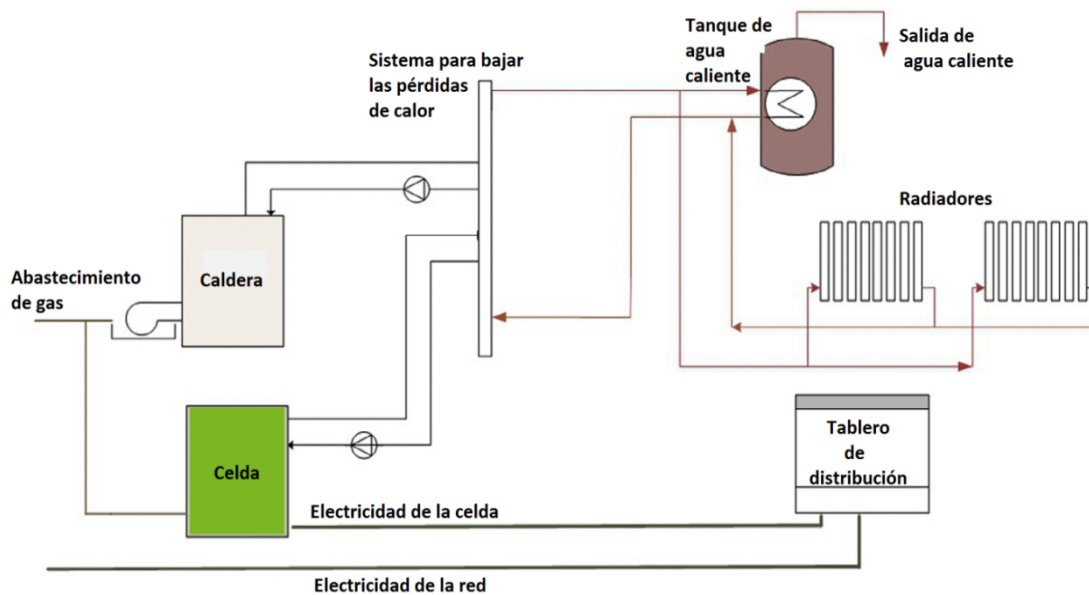 Tanque de
agua
caliente
Salida de
agua caliente
Sistema para bajar
las pérdidas
de calor
Radiadores
Abastecimiento
de gas
Caldera
Tablero
de
distribución
Celda
Electricidad de la celda
Electricidad de la red